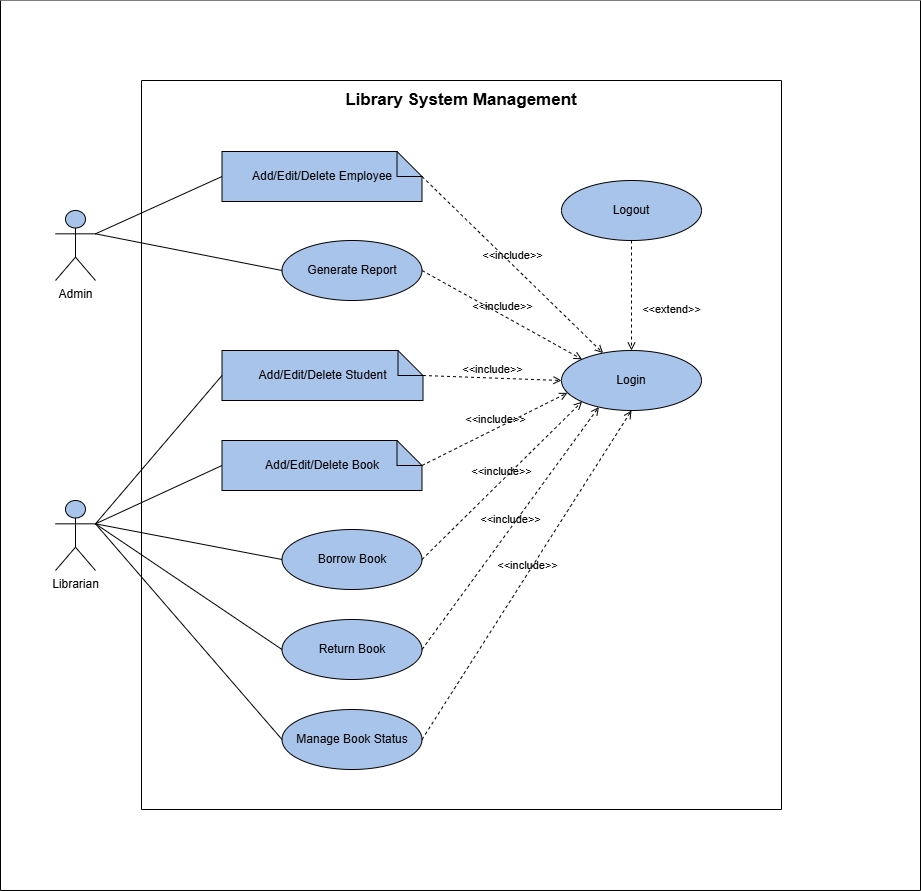 Library System Management
Add/Edit/Delete Employee
Logout
<<include>>
Generate Report
Admin
<<include>>
<<extend>>
Add/Edit/Delete Student
<<include>>
Login
<<include>>
Add/Edit/Delete Book
<<include>>
<<include>>
Borrow Book
<<include>>
Librarian
Return Book
Manage Book Status